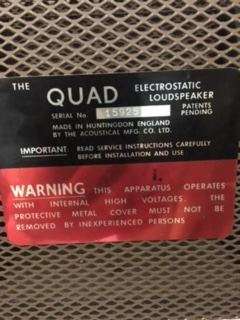 THE QUAD ELECTROSTATIC
LOUDSPEAKER
SERIAL No. 15925 PATENTS
PENDING
MADE IN HUNTINGDON ENGLAND
BY THE ACOUSTICAL MFG. CO. LTD.
IMPORTANT: READ SERVICE INSTRUCTIONS CAREFULLY
BEFORE INSTALLATION AND USE
WARNING THIS APPARATUS OPERATES
WITH INTERNAL HIGH VOLTAGES. THE
PROTECTIVE METAL COVER MUST NOT BE
REMOVED BY INEXPERIENCED PERSONS